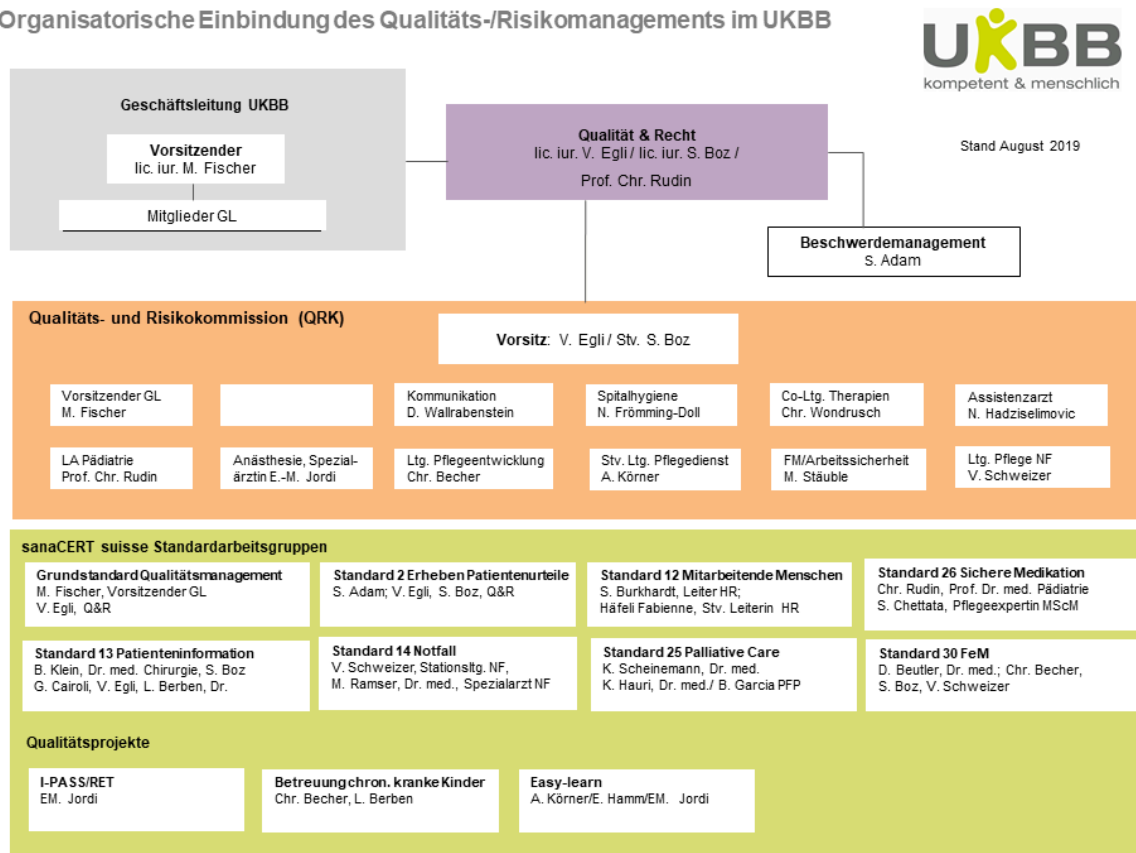 Organisatorische Einbindung des Qualitäts-/Risikomanagements im UKBB
UKBB
kompetent & menschlich
Stand August 2019
Geschäftsleitung UKBB
Vorsitzender
lic. iur. M. Fischer
Mitglieder GL
Qualität & Recht
lic. iur. V. Egli / lic. iur. S. Boz /
Prof. Chr. Rudin
Beschwerdemanagement
S. Adam
Qualitäts- und Risikokommission (QRK)
Vorsitz: V. Egli / Stv. S. Boz
Vorsitzender GL
M. Fischer
Kommunikation
D. Wallrabenstein
Spitalhygiene
N. Frömming-Doll
Co-Ltg. Therapien
Chr. Wondrusch
Assistenzarzt
N. Hadziselimovic
LA Pädiatrie
Prof. Chr. Rudin
Anästhesie, Spezial-
ärztin E.-M. Jordi
Ltg. Pflegeentwicklung
Chr. Becher
Stv. Ltg. Pflegedienst
A. Körner
FM/Arbeitssicherheit
M. Stäuble
Ltg. Pflege NF
V. Schweizer
sanaCERT suisse Standardarbeitsgruppen
Grundstandard Qualitätsmanagement
M. Fischer, Vorsitzender GL
V. Egli, Q&R
Standard 2 Erheben Patientenurteile
S. Adam; V. Egli, S. Boz, Q&R
Standard 12 Mitarbeitende Menschen
S. Burkhardt, Leiter HR;
Häfeli Fabienne, Stv. Leiterin HR
Standard 26 Sichere Medikation
Chr. Rudin, Prof. Dr. med. Pädiatrie
S. Chettata, Pflegeexpertin MScM
Standard 13 Patienteninformation
B. Klein, Dr. med. Chirurgie, S. Boz
G. Cairoli, V. Egli, L. Berben, Dr.
Standard 14 Notfall
V. Schweizer, Stationsltg. NF,
M. Ramser, Dr. med., Spezialarzt NF
Standard 25 Palliative Care
K. Scheinemann, Dr. med.
K. Hauri, Dr. med./ B. Garcia PFP
Standard 30 FeM
D. Beutler, Dr. med.; Chr. Becher,
S. Boz, V. Schweizer
Qualitätsprojekte
I-PASS/RET
EM. Jordi
Betreuung chron. kranke Kinder
Chr. Becher, L. Berben
Easy-learn
A. Körner/E. Hamm/EM. Jordi